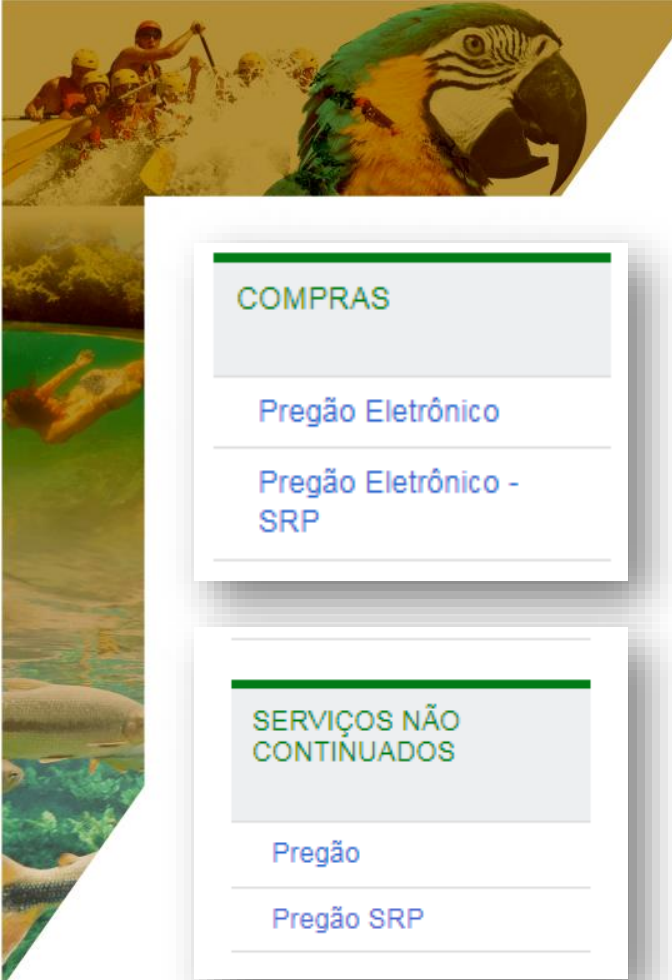 COMPRAS
Pregão Eletrônico
Pregão Eletrônico -
SRP
SERVIÇOS NÃO
CONTINUADOS
Pregão
Pregão SRP